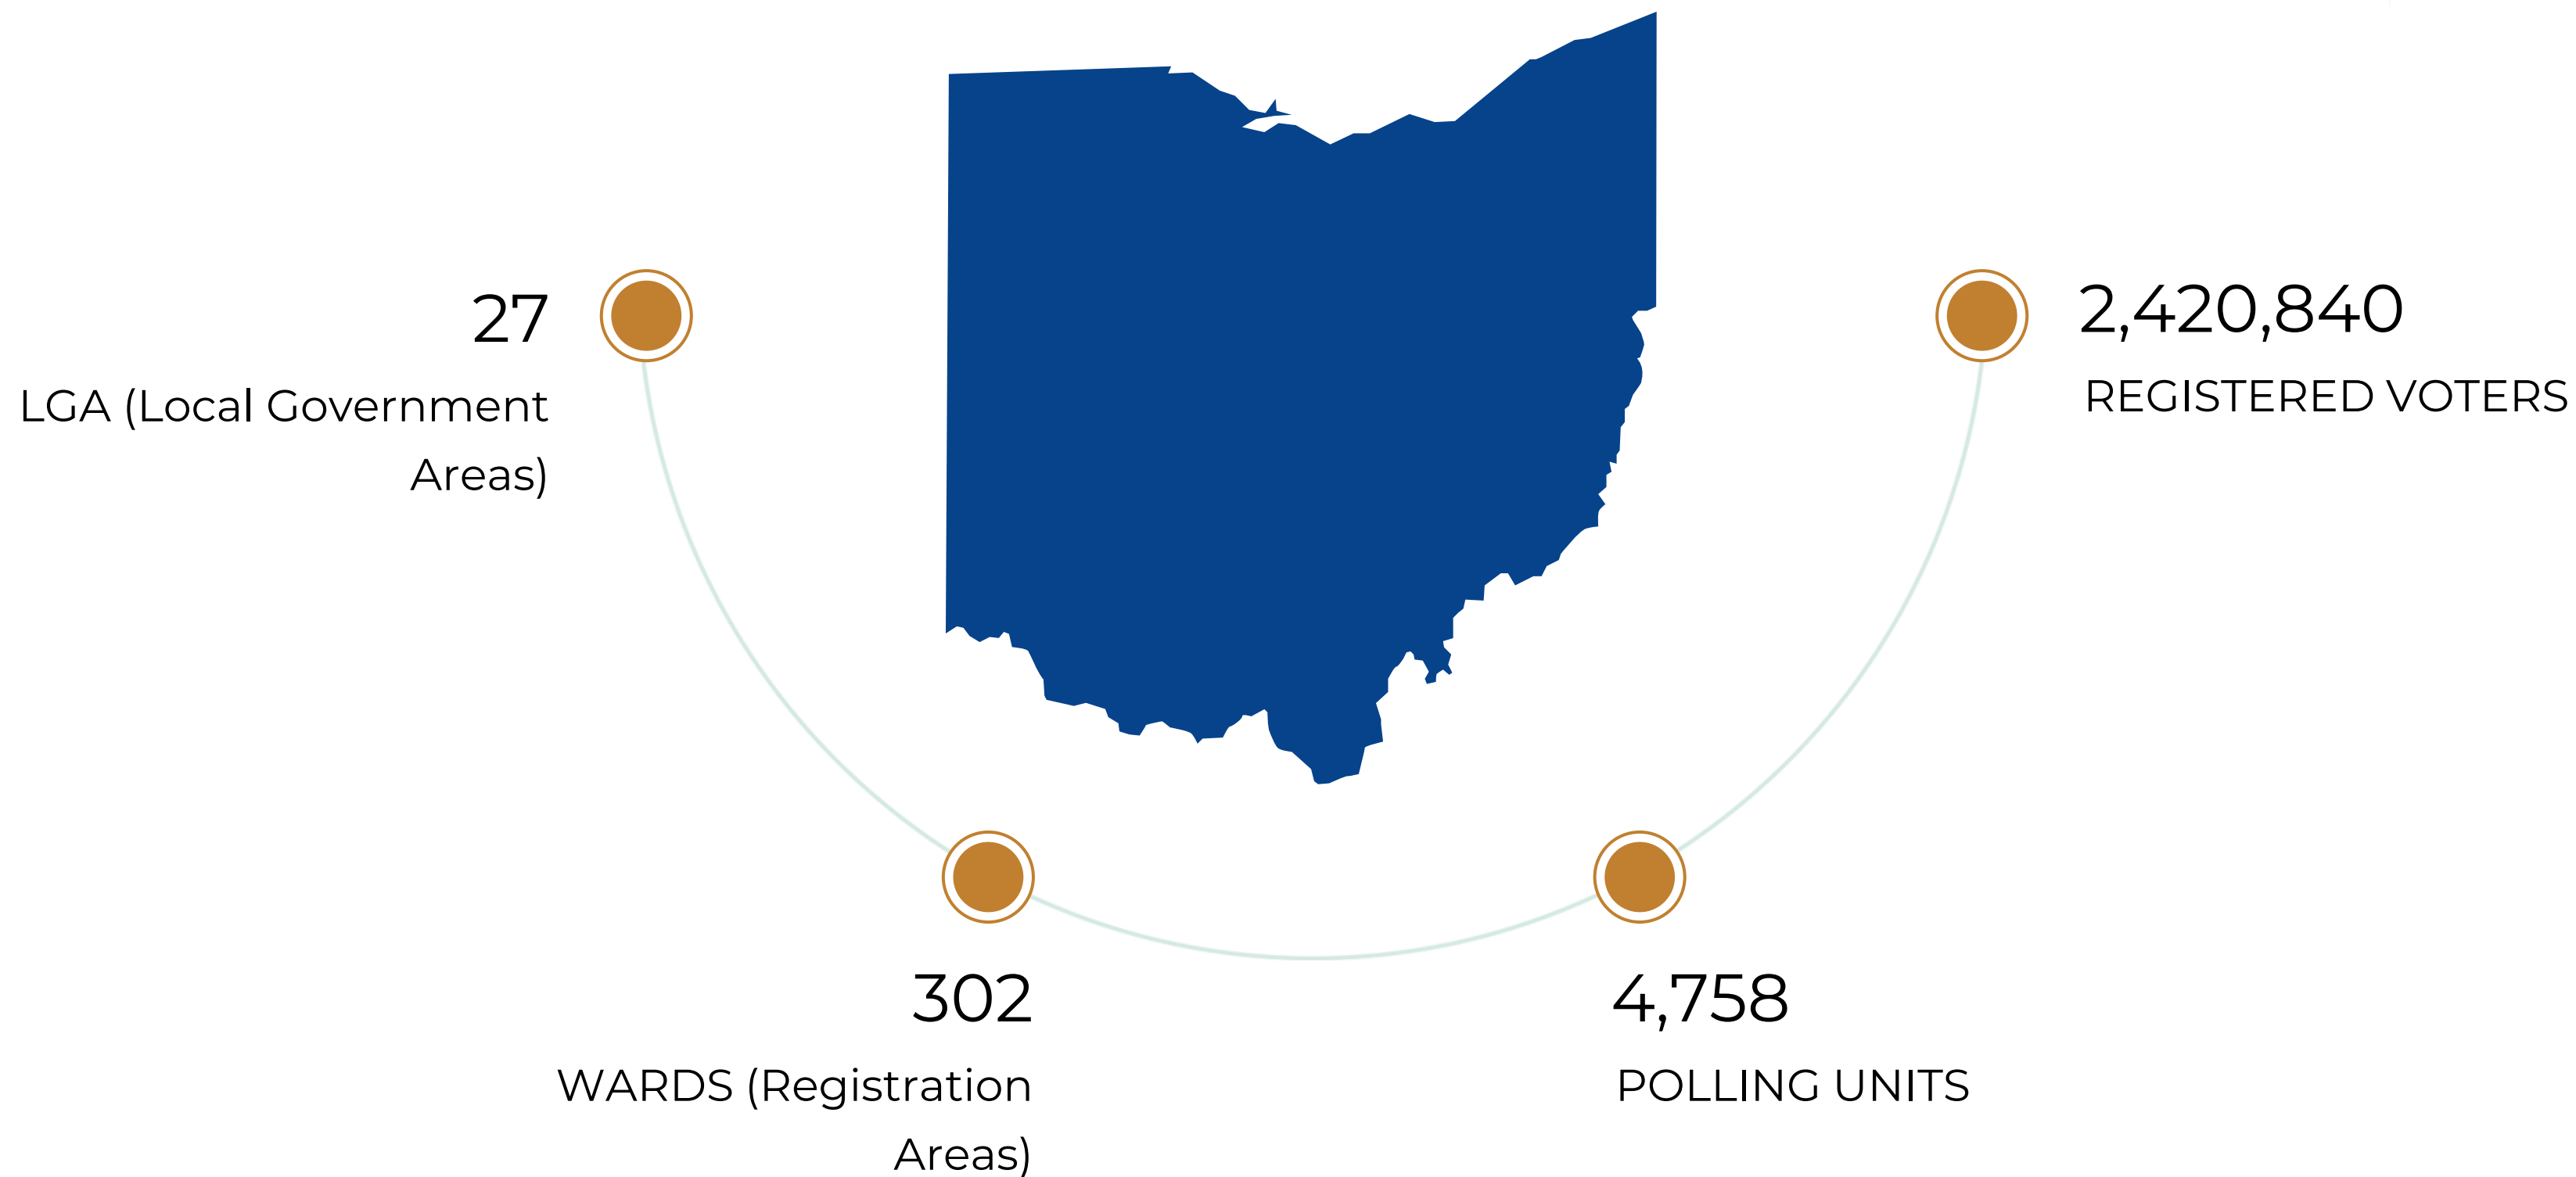 27
LGA (Local Government
Areas)
2,420,840
REGISTERED VOTERS
302
WARDS (Registration
Areas)
4,758
POLLING UNITS